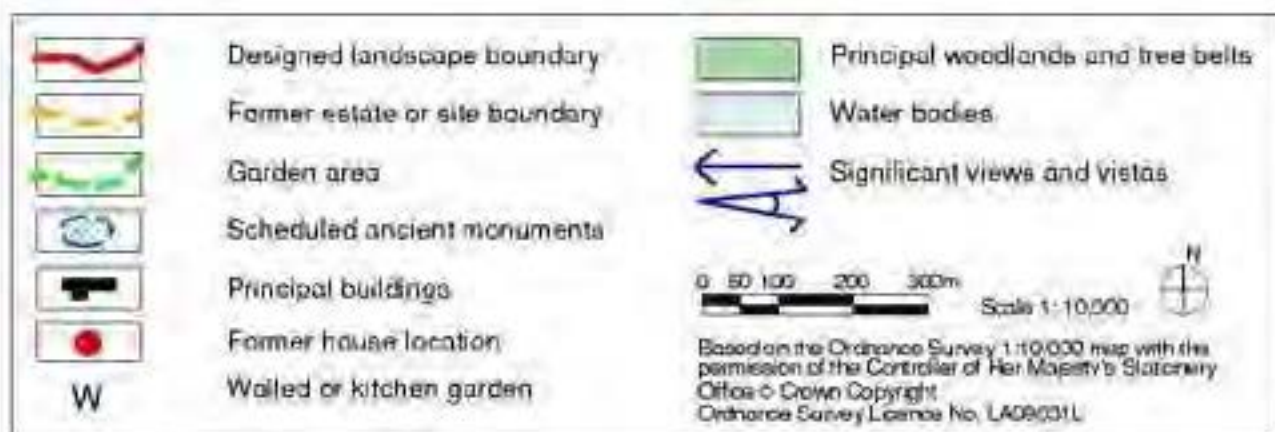 Designed landscape boundary
Former estate or site boundary
Garden area
Scheduled ancient monuments
Principal buildings
Former house location
W Walled or kitchen garden
Principal woodlands and tree belts
Water bodies
Significant views and vistas
N
0 50 100 200 300m
Scale 1:10,000
Based on the Ordnance Survey 1:10,000 map with the
permission of the Controller of Her Majesty's Stationery
Office © Crown Copyright
Ordnance Survey Licence No. LA09031L